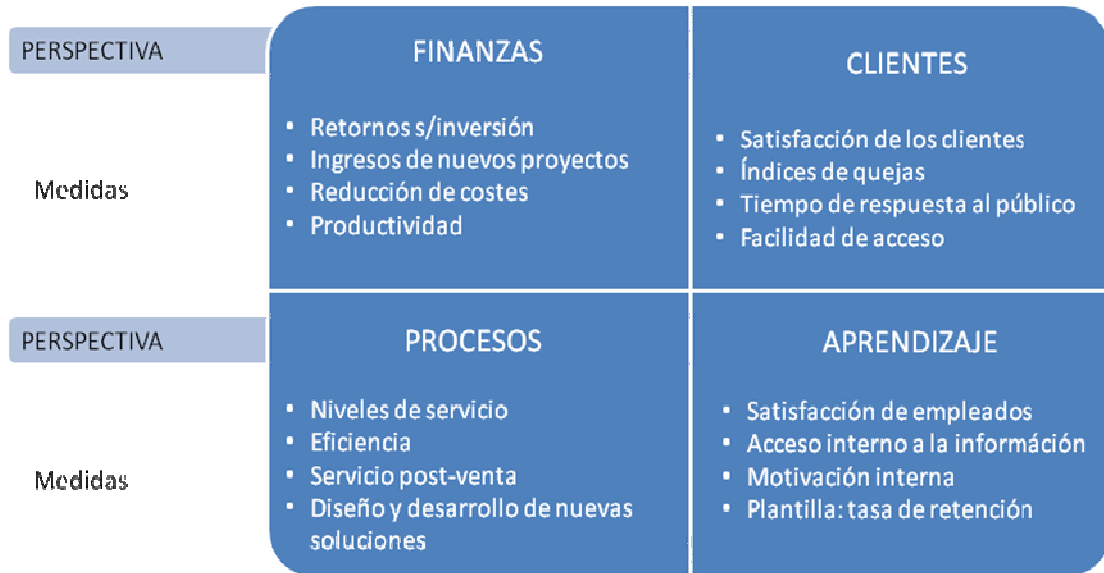 PERSPECTIVA
FINANZAS
CLIENTES
Medidas
• Retornos s/inversión
• Ingresos de nuevos proyectos
• Reducción de costes
• Productividad
• Satisfacción de los clientes
• Índices de quejas
• Tiempo de respuesta al público
• Facilidad de acceso
PERSPECTIVA
PROCESOS
APRENDIZAJE
Medidas
• Niveles de servicio
• Eficiencia
• Servicio post-venta
• Diseño y desarrollo de nuevas
soluciones
• Satisfacción de empleados
• Acceso interno a la információn
• Motivación interna
• Plantilla: tasa de retención